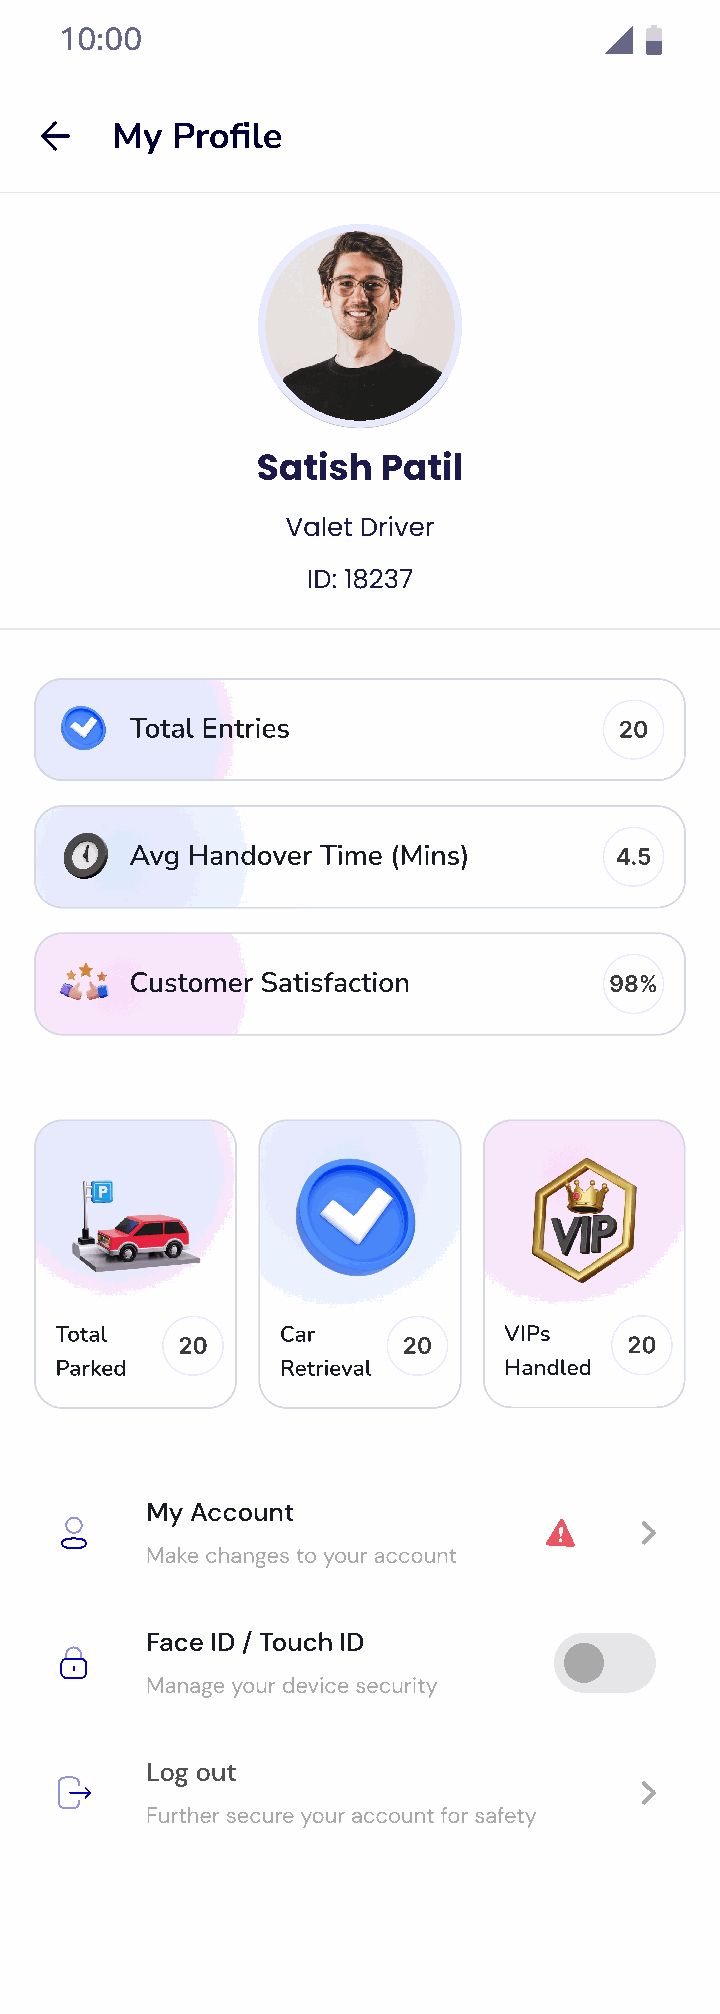 10:00
My Profile
Satish Patil
Valet Driver
ID: 18237
Total Entries
20
Avg Handover Time (Mins)
4.5
Customer Satisfaction
98%
P
VIP
Total
Parked
20
Car
Retrieval
20
VIPs
Handled
20
My Account
Make changes to your account
Face ID / Touch ID
Manage your device security
Log out
Further secure your account for safety